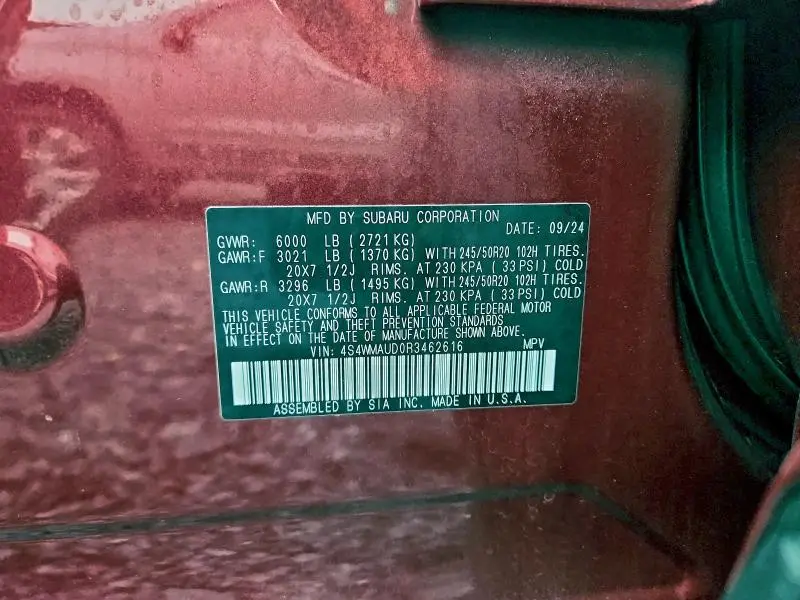 MFD BY SUBARU CORPORATION
DATE: 09/24
GVWR: 6000 LB ( 2721 KG)
GAWR:F 3021 LB ( 1370 KG) WITH 245/50R20 102H TIRES.
20X7 1/2J RIMS. AT 230 KPA ( 33 PSI) COLD
GAWR:R 3296 LB ( 1495 KG) WITH 245/50R20 102H TIRES.
20X7 1/2J RIMS. AT 230 KPA ( 33 PSI) COLD
THIS VEHICLE CONFORMS TO ALL APPLICABLE FEDERAL MOTOR
VEHICLE SAFETY AND THEFT PREVENTION STANDARDS
IN EFFECT ON THE DATE OF MANUFACTURE SHOWN ABOVE.
VIN: 4S4WMAUD0R3462616 MPV
ASSEMBLED BY SIA INC. MADE IN U.S.A.